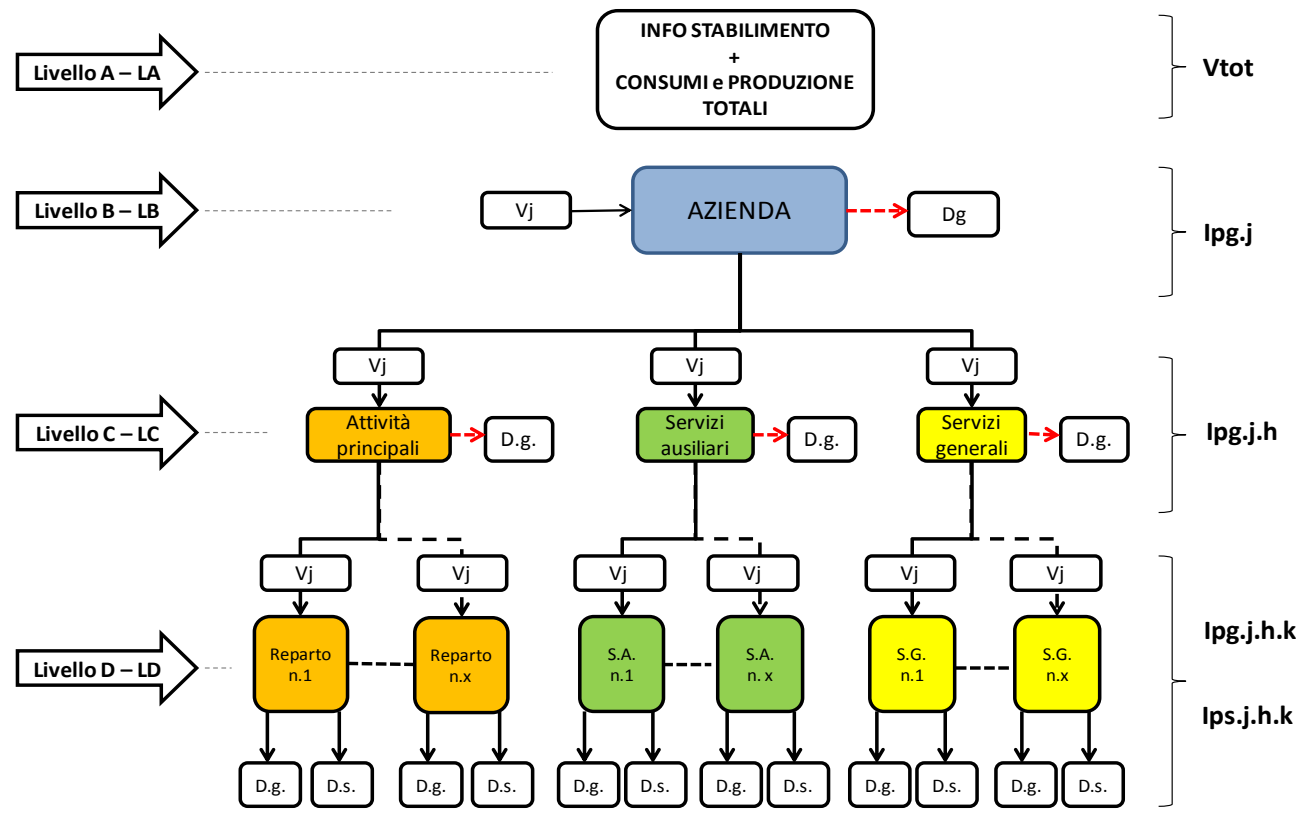 INFO STABILIMENTO
+
CONSUMI e PRODUZIONE
TOTALI
Livello A – LA
Vtot
Livello B – LB
Vj
AZIENDA
Dg
Ipg.j
Vj
Vj
Vj
Livello C – LC
Attività
principali
D.g.
Servizi
ausiliari
D.g.
Servizi
generali
D.g.
Ipg.j.h
Vj
Vj
Vj
Vj
Vj
Vj
Livello D – LD
Reparto
n.1
Reparto
n.x
S.A.
n.1
S.A.
n. x
S.G.
n.1
S.G.
n.x
Ipg.j.h.k
Ips.j.h.k
D.g.
D.s.
D.g.
D.s.
D.g.
D.s.
D.g.
D.s.
D.g.
D.s.
D.g.
D.s.